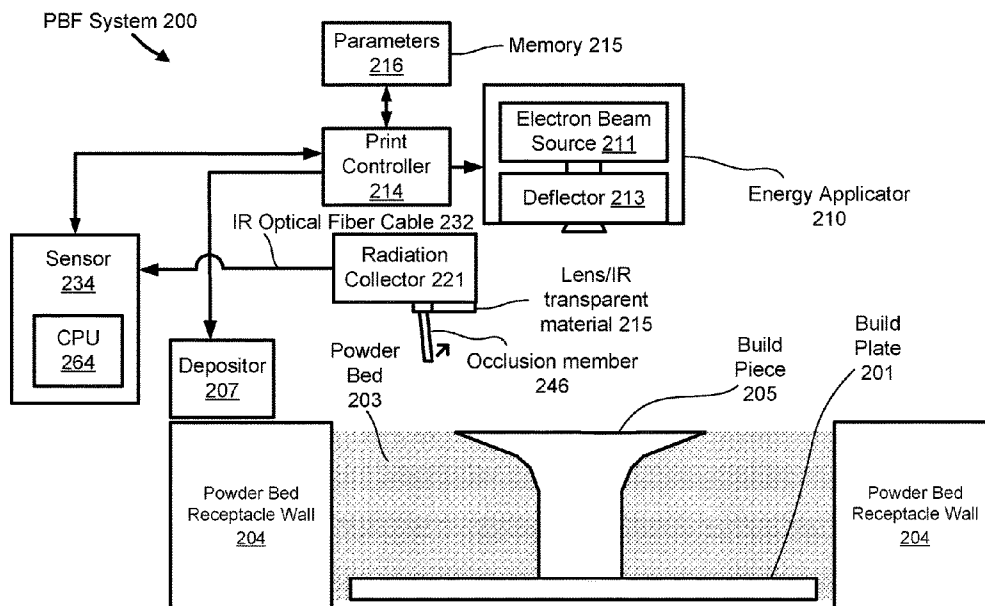 PBF System 200
Parameters
216
Memory 215
Print
Controller
214
Electron Beam
Source 211
Deflector 213
Energy Applicator
210
IR Optical Fiber Cable 232
Sensor
234
CPU
264
Radiation
Collector 221
Lens/IR
transparent
material 215
Depositor
207
Powder
Bed
203
Occlusion member
246
Build
Piece
205
Build
Plate
201
Powder Bed
Receptacle Wall
204
Powder Bed
Receptacle Wall
204